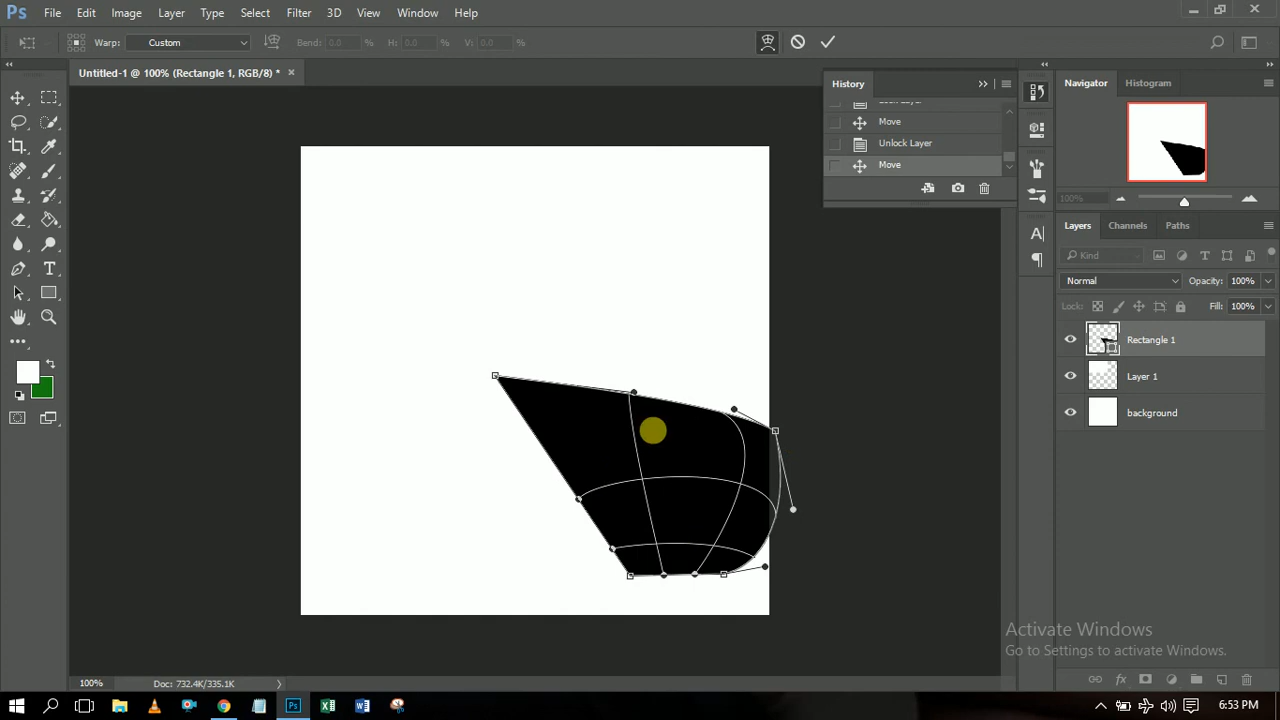 Ps File Edit Image Layer Type Select Filter 3D View Window Help
Warp: Custom Bend: 0.0 % H: 0.0 % V: 0.0 %
Untitled-1 @ 100% (Rectangle 1, RGB/8) * ×
History
Move
Unlock Layer
Move
Navigator Histogram
100%
Layers Channels Paths
Kind
Normal Opacity: 100%
Lock: Fill: 100%
Rectangle 1
Layer 1
background
Activate Windows
Go to Settings to activate Windows.
100% Doc: 732.4K/335.1K
6:53 PM